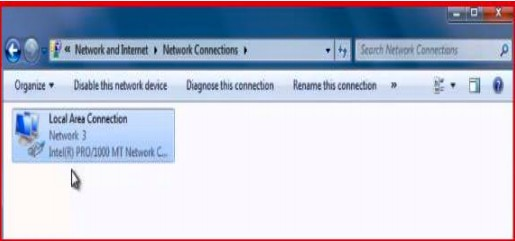 « Network and Internet ▸ Network Connections ▸
Search Network Connections
Organize ▾ Disable this network device Diagnose this connection Rename this connection »
Local Area Connection
Network 3
Intel(R) PRO/1000 MT Network C...